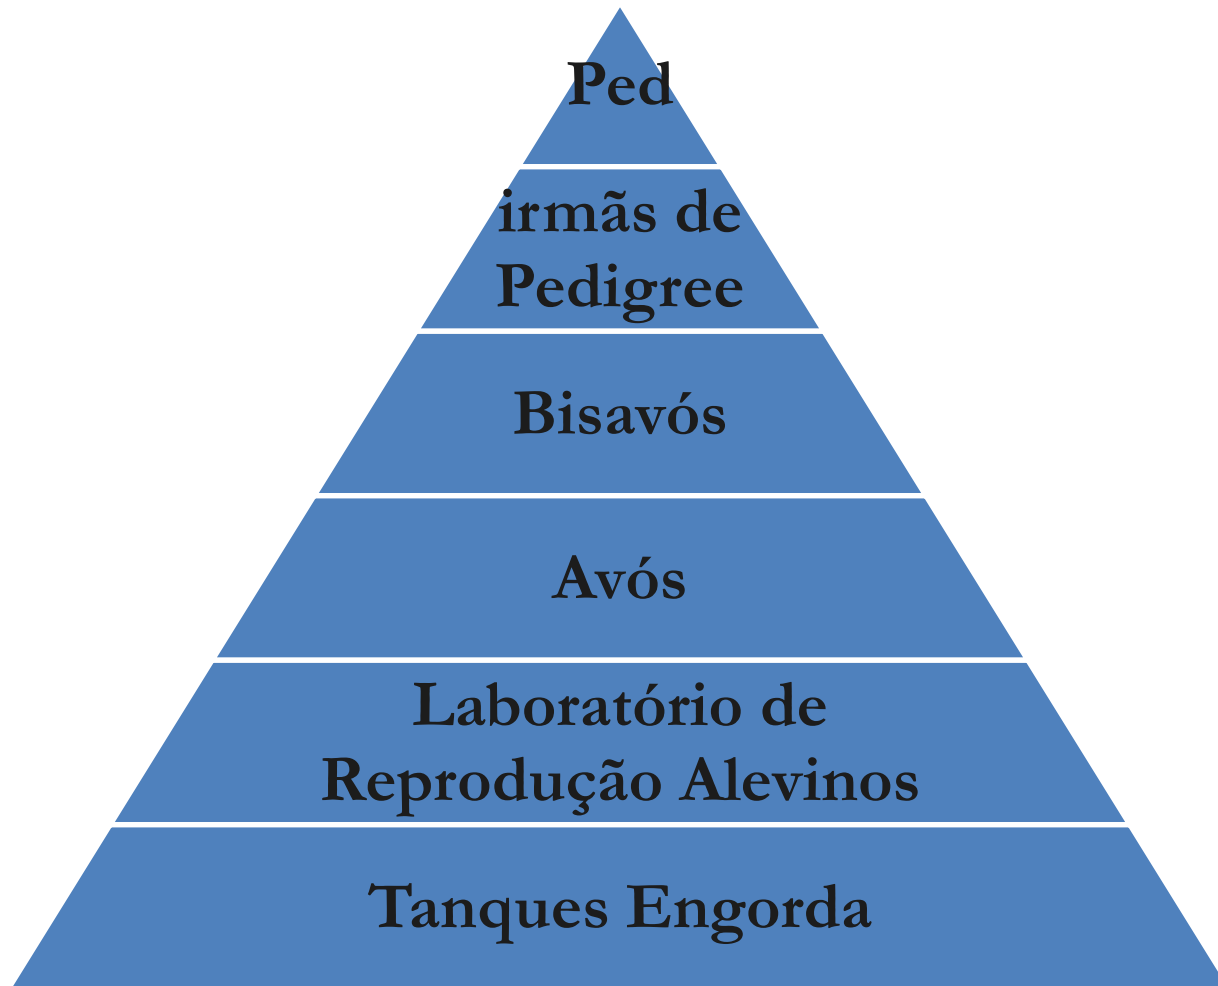 Ped
irmãs de
Pedigree
Bisavós
Avós
Laboratório de
Reprodução Alevinos
Tanques Engorda